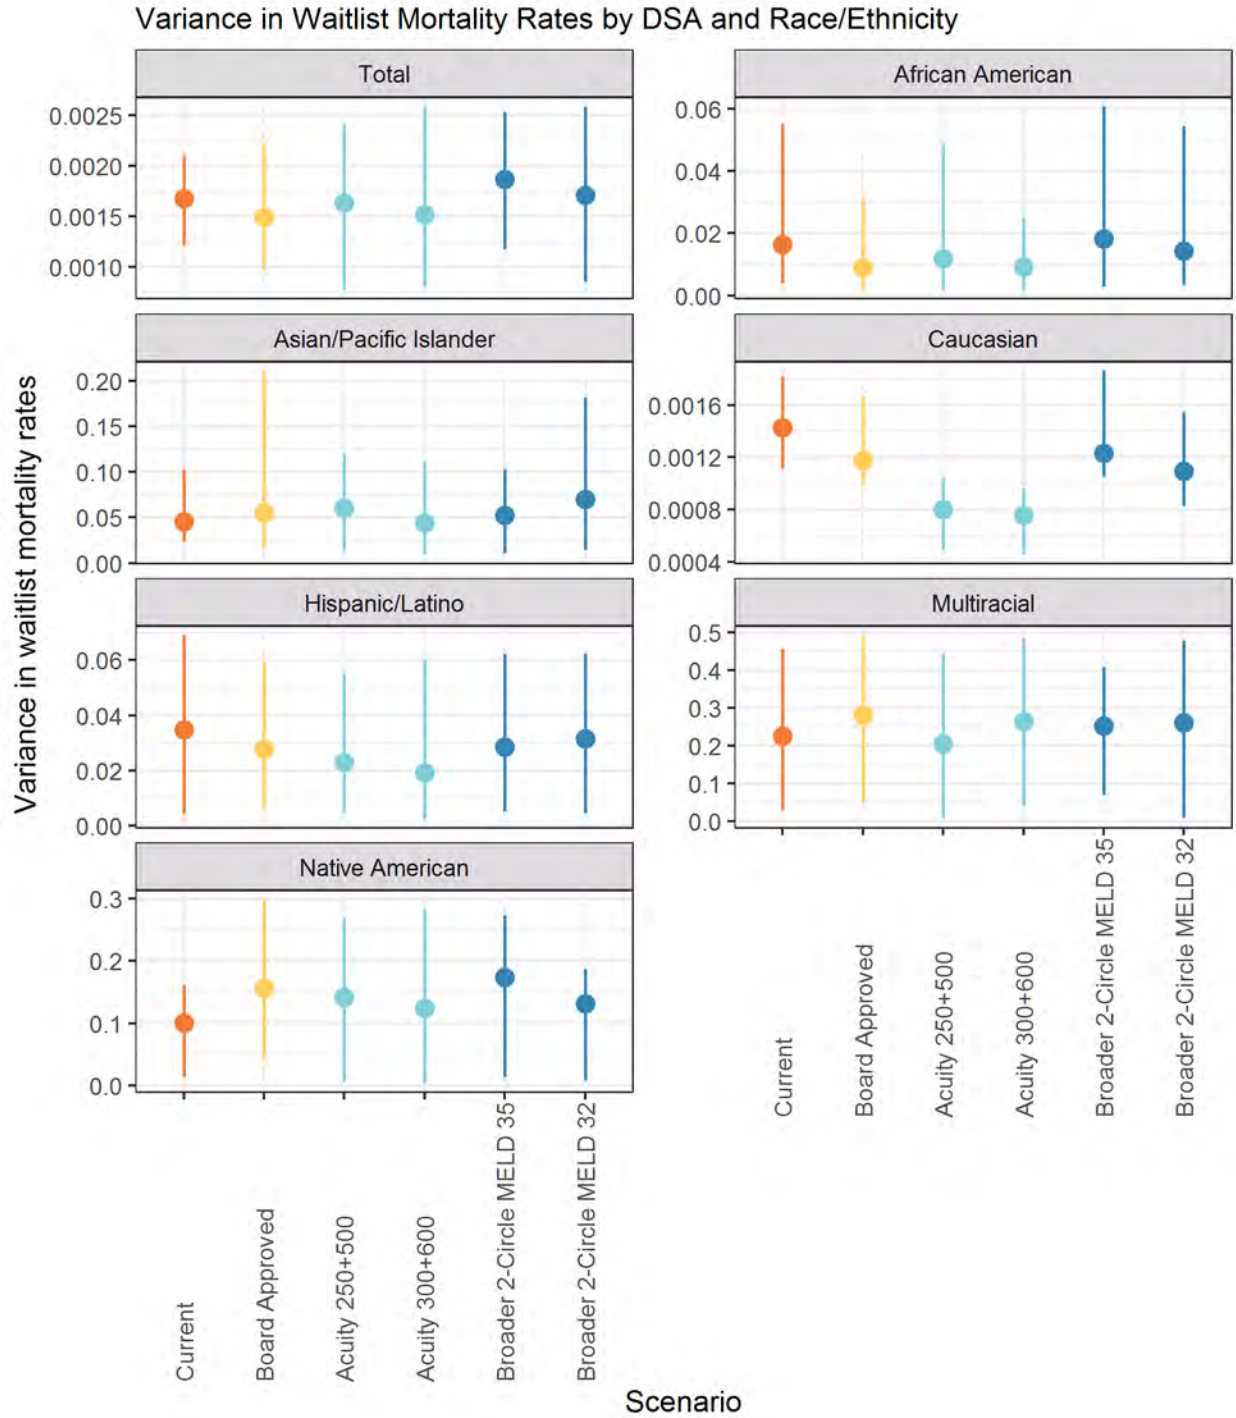 Variance in Waitlist Mortality Rates by DSA and Race/Ethnicity
Variance in waitlist mortality rates
Total
0.0025
0.0020
0.0015
0.0010
African American
0.06
0.04
0.02
0.00
Asian/Pacific Islander
0.20
0.15
0.10
0.05
0.00
Caucasian
0.0016
0.0012
0.0008
0.0004
Hispanic/Latino
0.06
0.04
0.02
0.00
Multiracial
0.5
0.4
0.3
0.2
0.1
0.0
Current
Board Approved
Acuity 250+500
Acuity 300+600
Broader 2-Circle MELD 35
Broader 2-Circle MELD 32
Native American
0.3
0.2
0.1
0.0
Current
Board Approved
Acuity 250+500
Acuity 300+600
Broader 2-Circle MELD 35
Broader 2-Circle MELD 32
Scenario